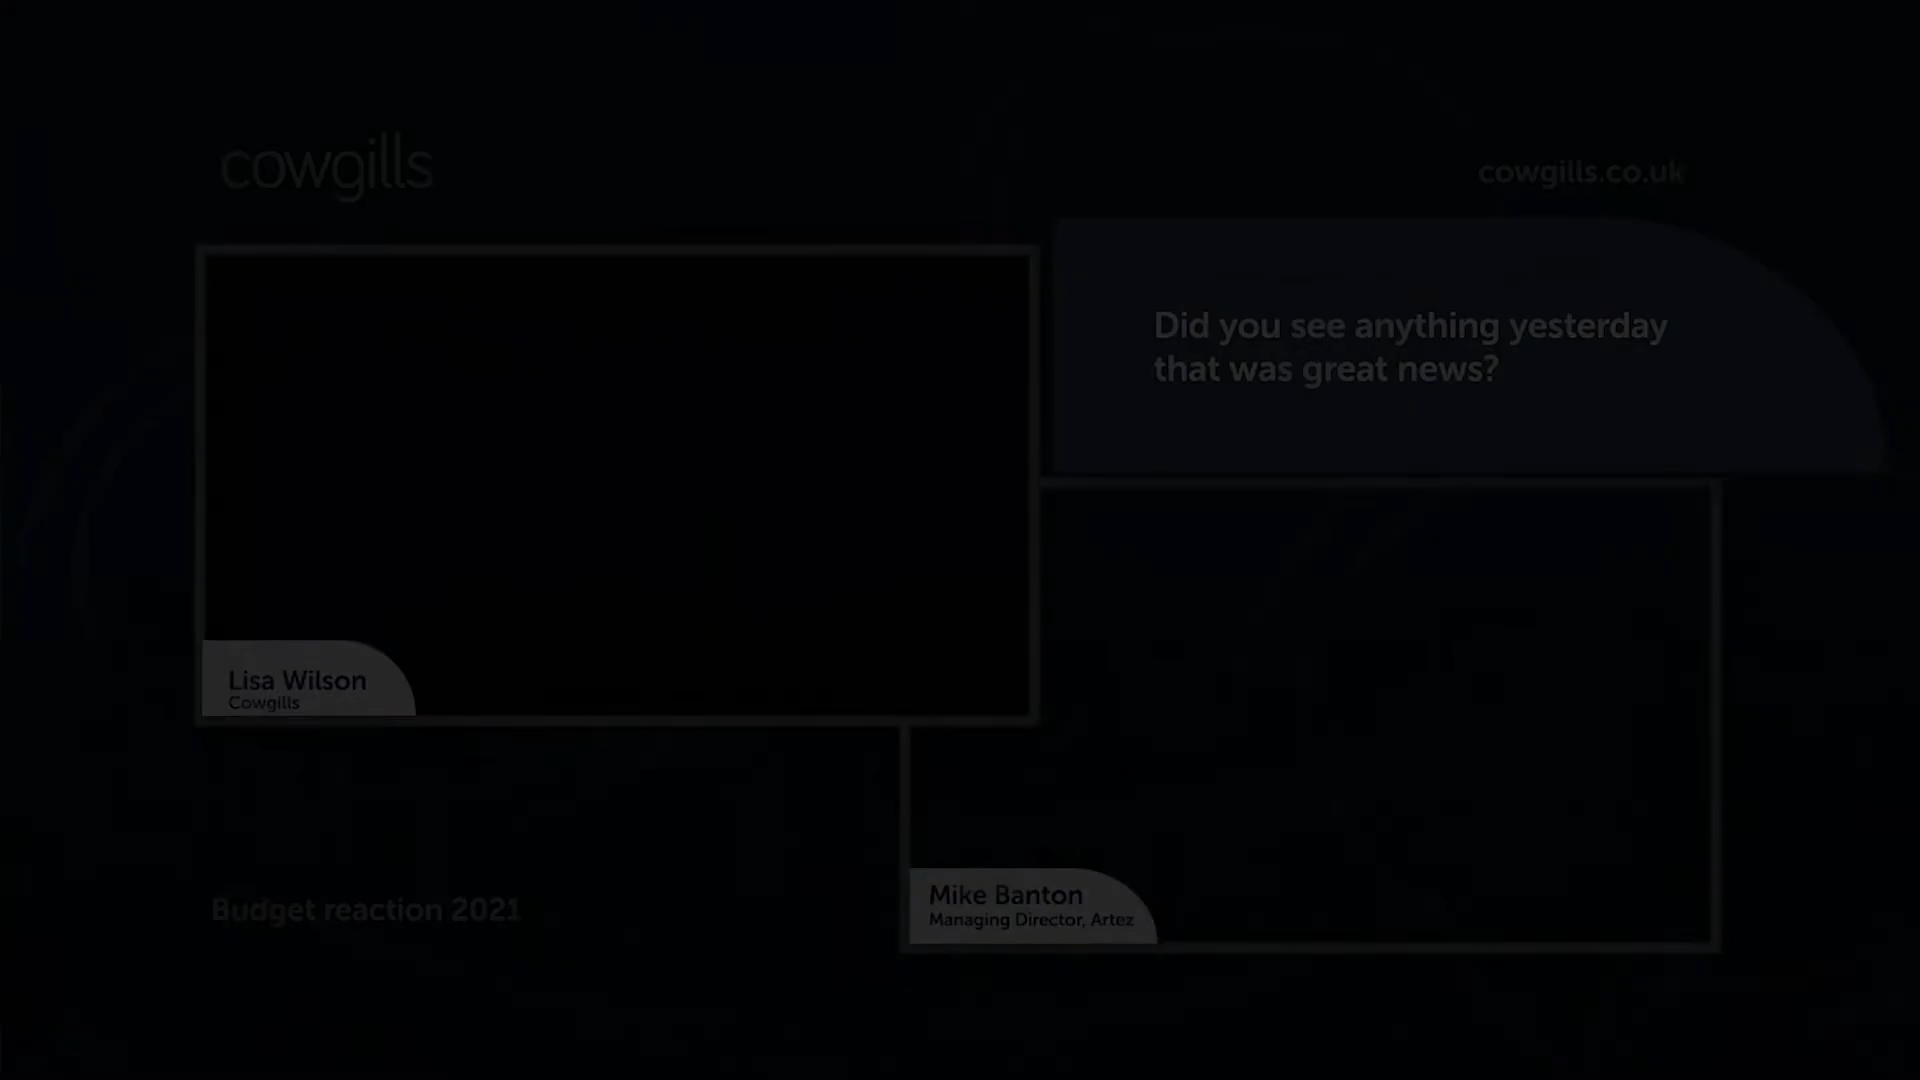 cowgills
cowgills.co.uk
Did you see anything yesterday
that was great news?
Lisa Wilson
Cowgills
Mike Banton
Managing Director, Artez
Budget reaction 2021